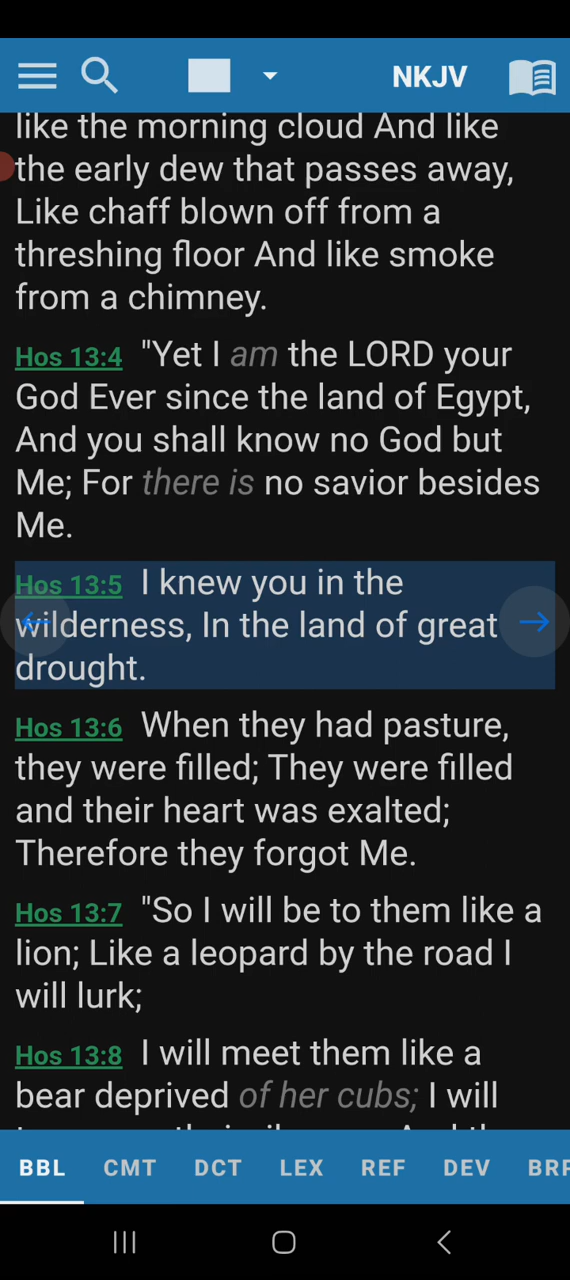 NKJV
like the morning cloud And like
the early dew that passes away,
Like chaff blown off from a
threshing floor And like smoke
from a chimney.
Hos 13:4 "Yet I am the LORD your
God Ever since the land of Egypt,
And you shall know no God but
Me; For there is no savior besides
Me.
Hos 13:5 I knew you in the
wilderness, In the land of great
drought.
Hos 13:6 When they had pasture,
they were filled; They were filled
and their heart was exalted;
Therefore they forgot Me.
Hos 13:7 "So I will be to them like a
lion; Like a leopard by the road I
will lurk;
Hos 13:8 I will meet them like a
bear deprived of her cubs; I will
BBL CMT DCT LEX REF DEV BRP